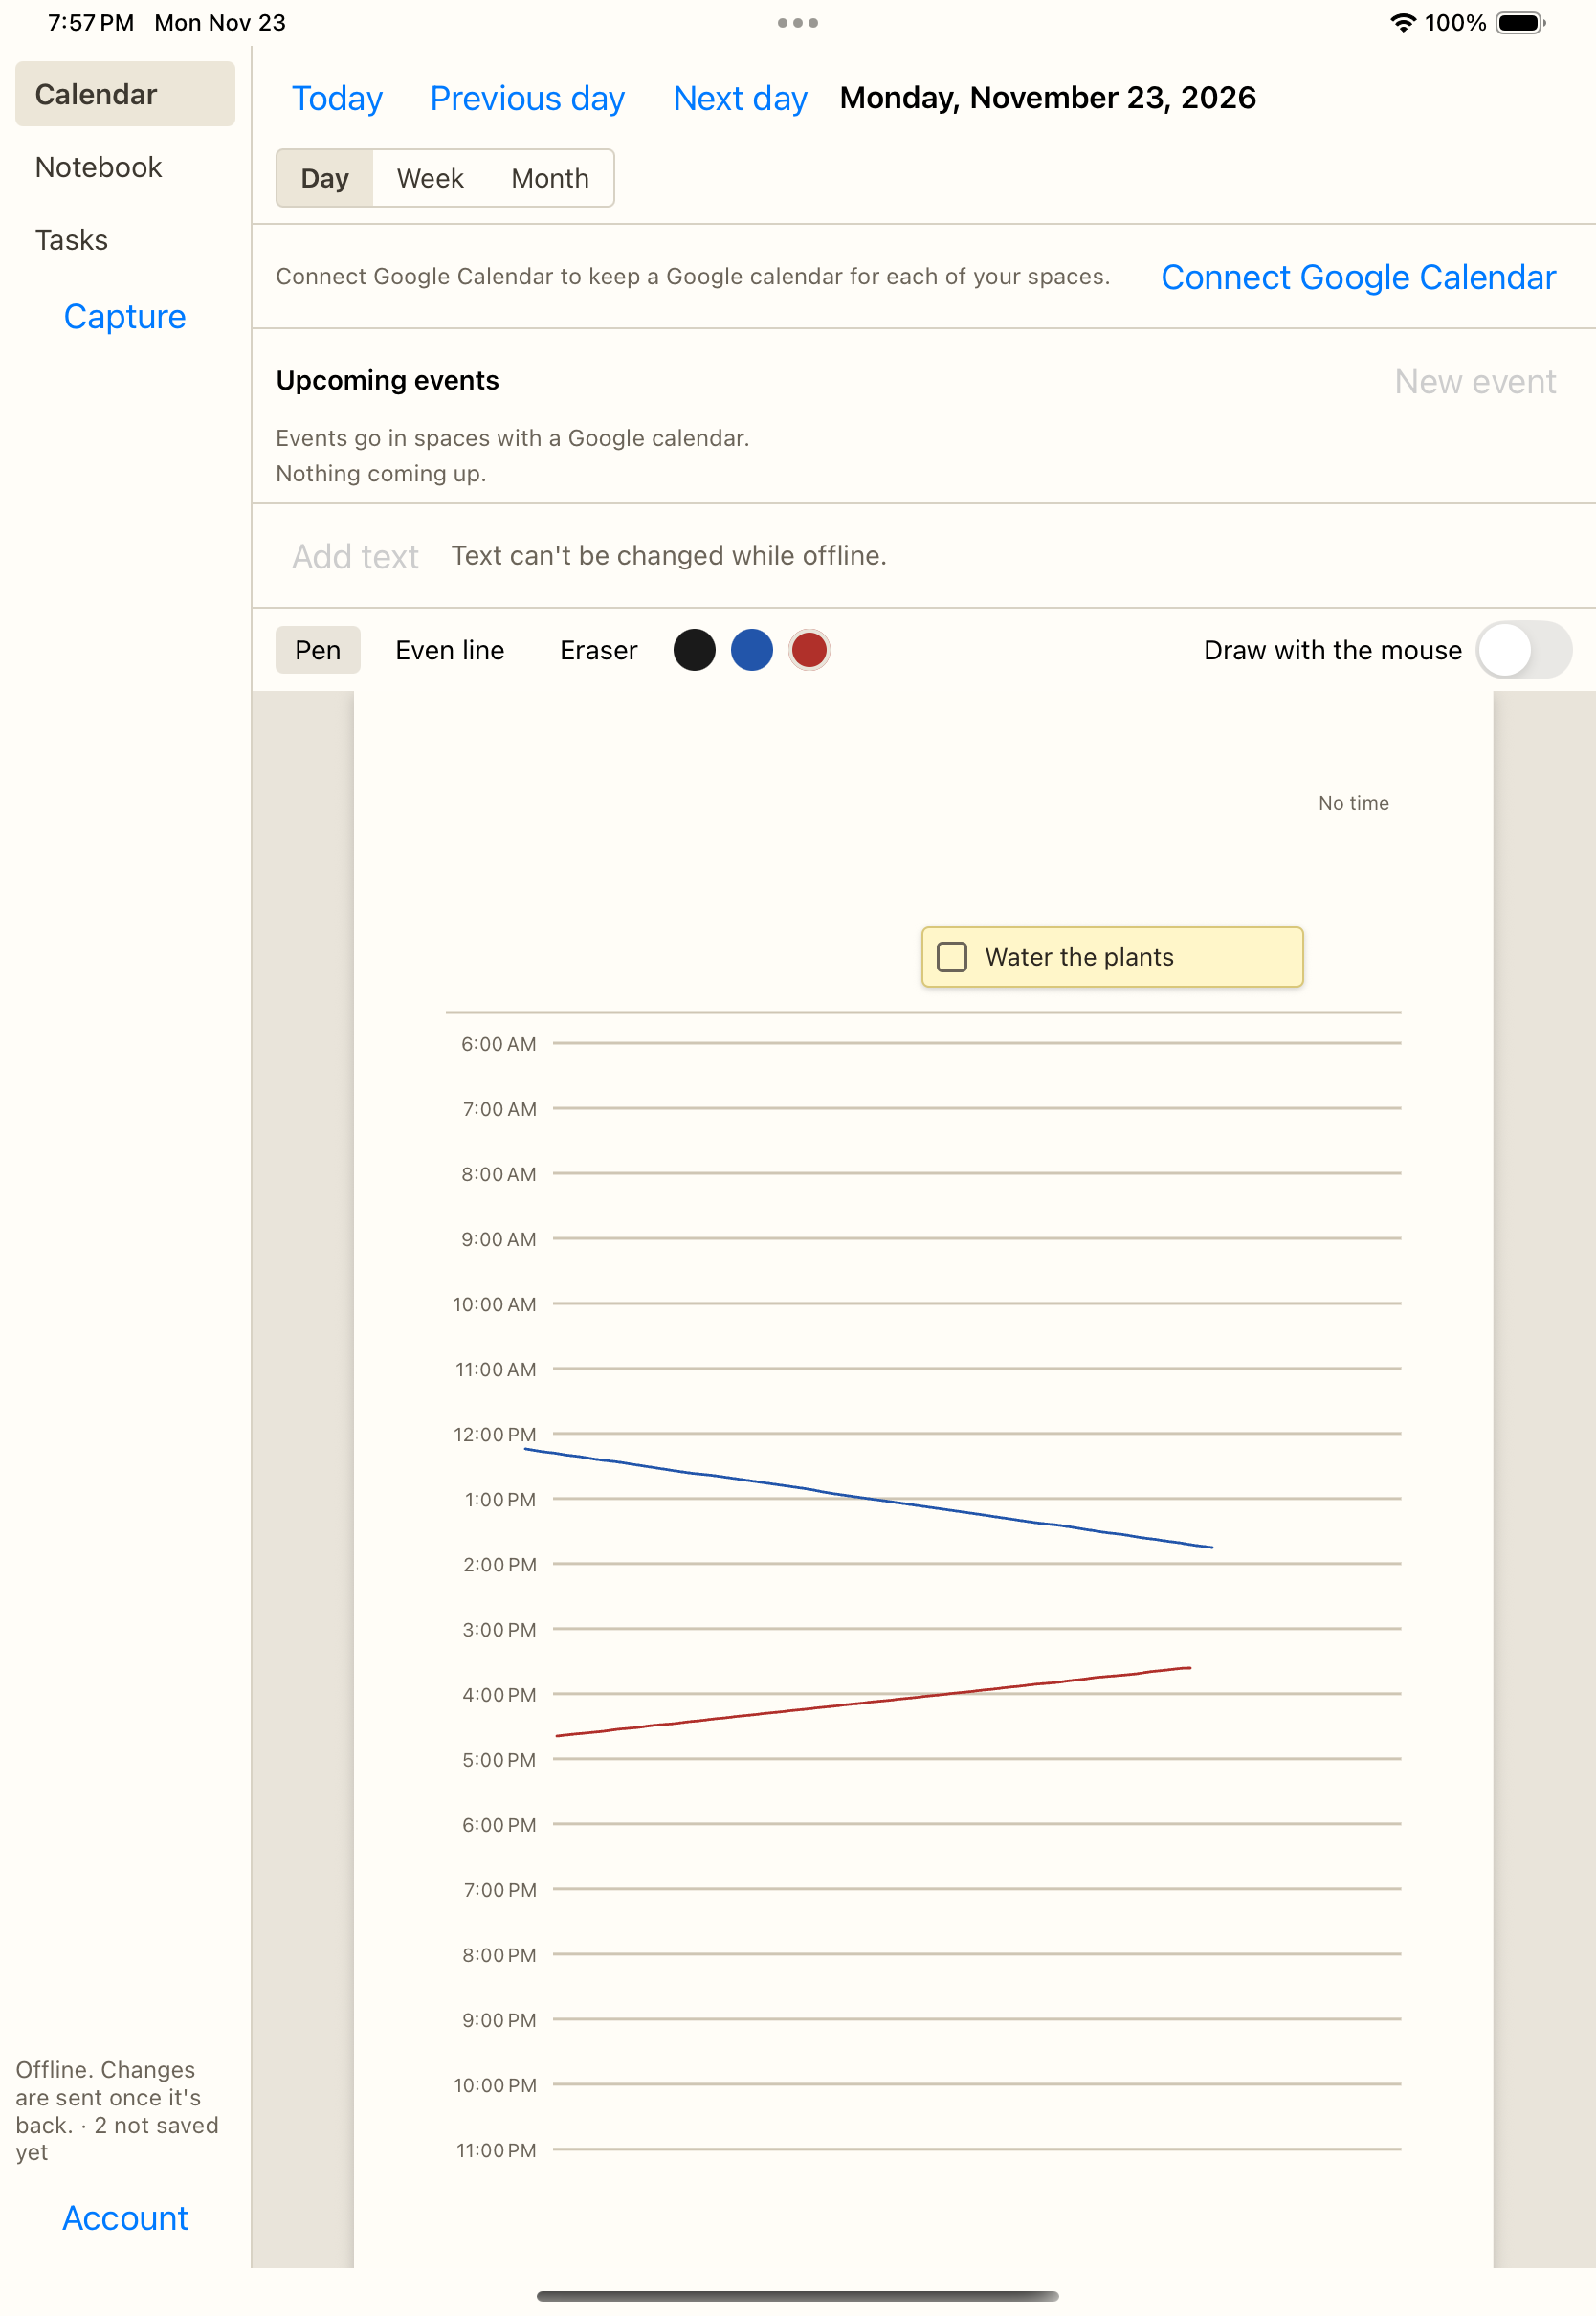 7:57 PM Mon Nov 23
100%
Calendar
Notebook
Tasks
Capture
Today Previous day Next day Monday, November 23, 2026
Day Week Month
Connect Google Calendar to keep a Google calendar for each of your spaces. Connect Google Calendar
Upcoming events New event
Events go in spaces with a Google calendar.
Nothing coming up.
Add text Text can't be changed while offline.
Pen Even line Eraser Draw with the mouse
No time
Water the plants
6:00 AM
7:00 AM
8:00 AM
9:00 AM
10:00 AM
11:00 AM
12:00 PM
1:00 PM
2:00 PM
3:00 PM
4:00 PM
5:00 PM
6:00 PM
7:00 PM
8:00 PM
9:00 PM
10:00 PM
11:00 PM
Offline. Changes
are sent once it's
back. · 2 not saved
yet
Account